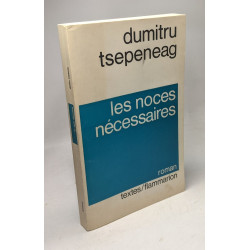 dumitru
tsepeneag
les noces
nécessaires
roman
textes/flammarion